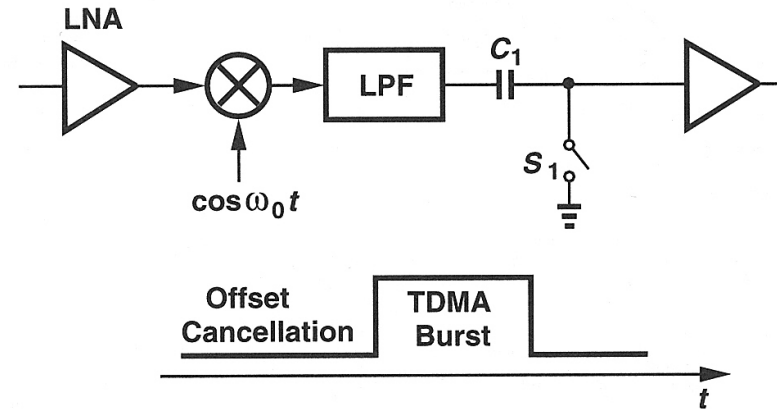 LNA
LPF
C1
S1
cosω0t
Offset
Cancellation
TDMA
Burst
t